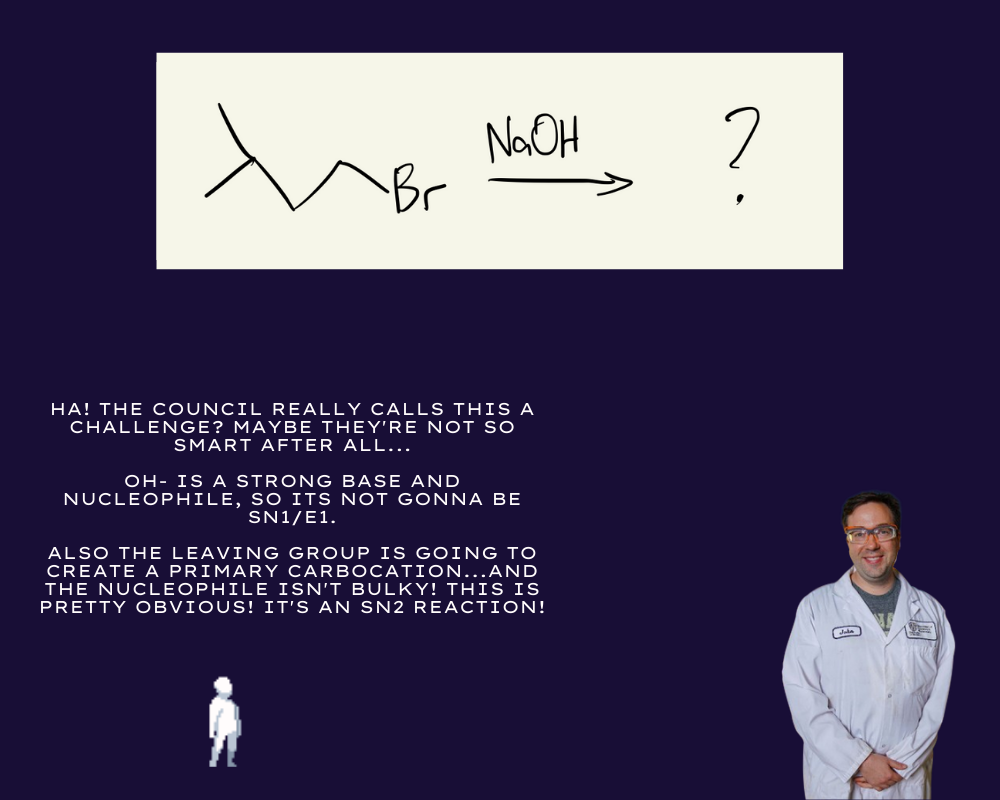 NaOH
?
Br
HA! THE COUNCIL REALLY CALLS THIS A
CHALLENGE? MAYBE THEY'RE NOT SO
SMART AFTER ALL...
OH- IS A STRONG BASE AND
NUCLEOPHILE, SO ITS NOT GONNA BE
SN1/E1.
ALSO THE LEAVING GROUP IS GOING TO
CREATE A PRIMARY CARBOCATION...AND
THE NUCLEOPHILE ISN'T BULKY! THIS IS
PRETTY OBVIOUS! IT'S AN SN2 REACTION!
John